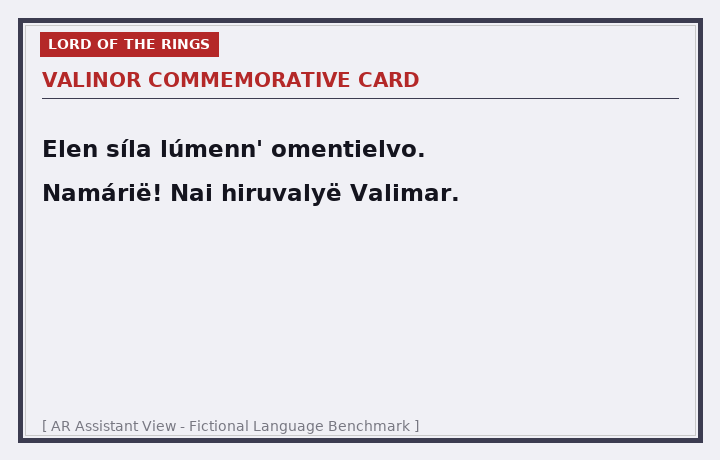 LORD OF THE RINGS
VALINOR COMMEMORATIVE CARD
Elen síla lúmenn' omentielvo.
Namárië! Nai hiruvalyë Valimar.
[ AR Assistant View - Fictional Language Benchmark ]